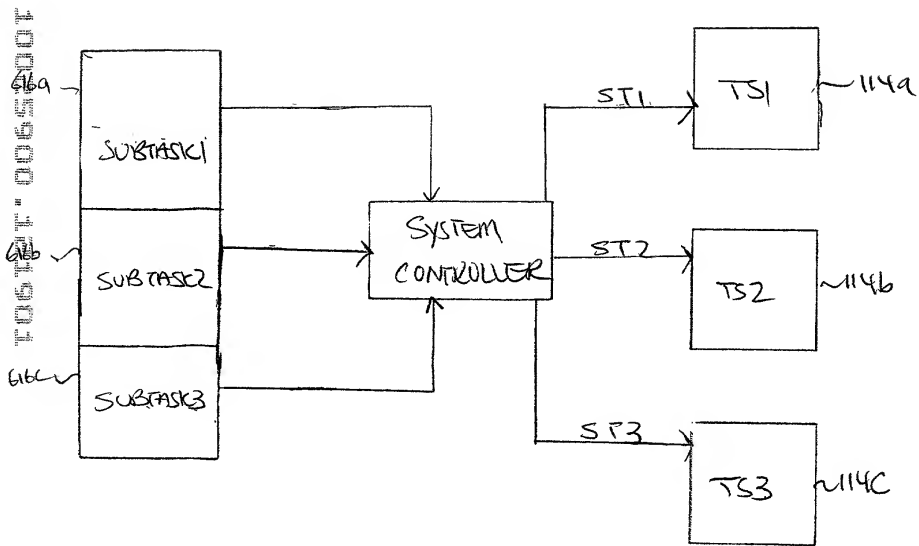 616a
SUBTASK1
616b
SUBTASK2
616c
SUBTASK3
SYSTEM
CONTROLLER
ST1
TS1
114a
ST2
TS2
114b
ST3
TS3
114c